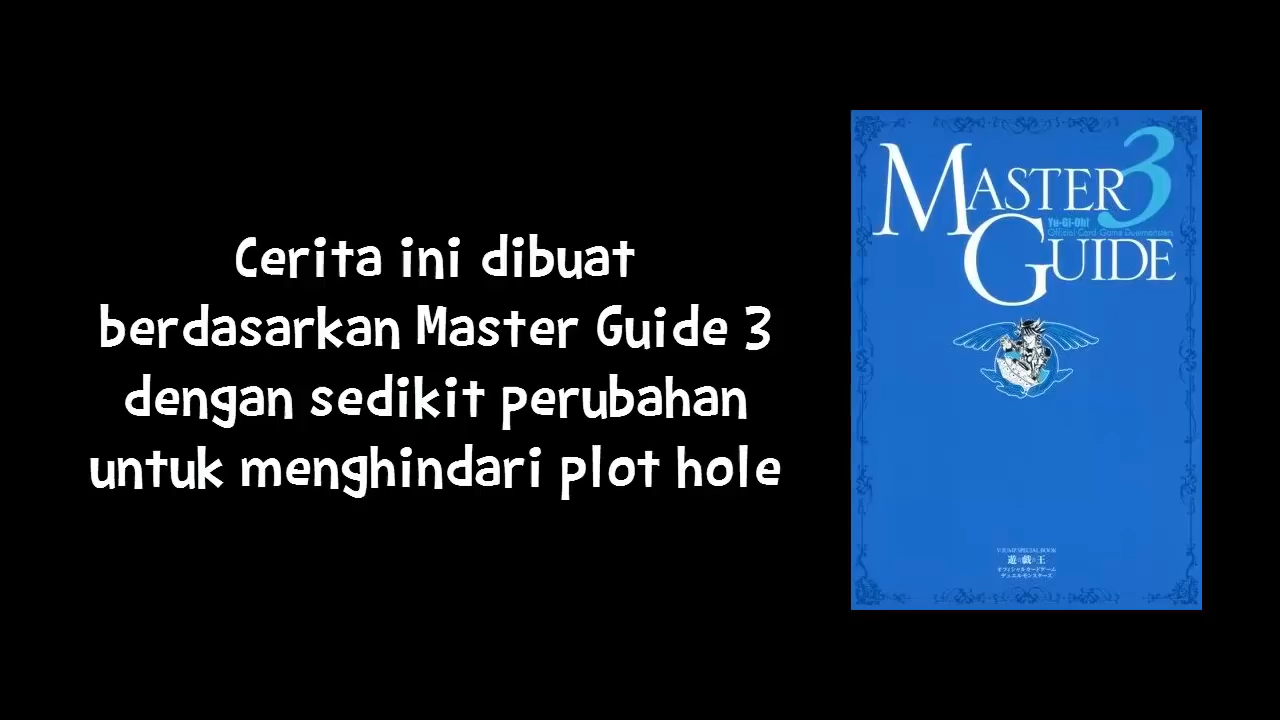 Cerita ini dibuat
berdasarkan Master Guide 3
dengan sedikit perubahan
untuk menghindari plot hole
MASTER 3
Yu-Gi-Oh!
Official Card Game Duelmonsters
GUIDE
V JUMP SPECIAL BOOK
遊☆戯☆王
オフィシャルカードゲーム
デュエルモンスターズ